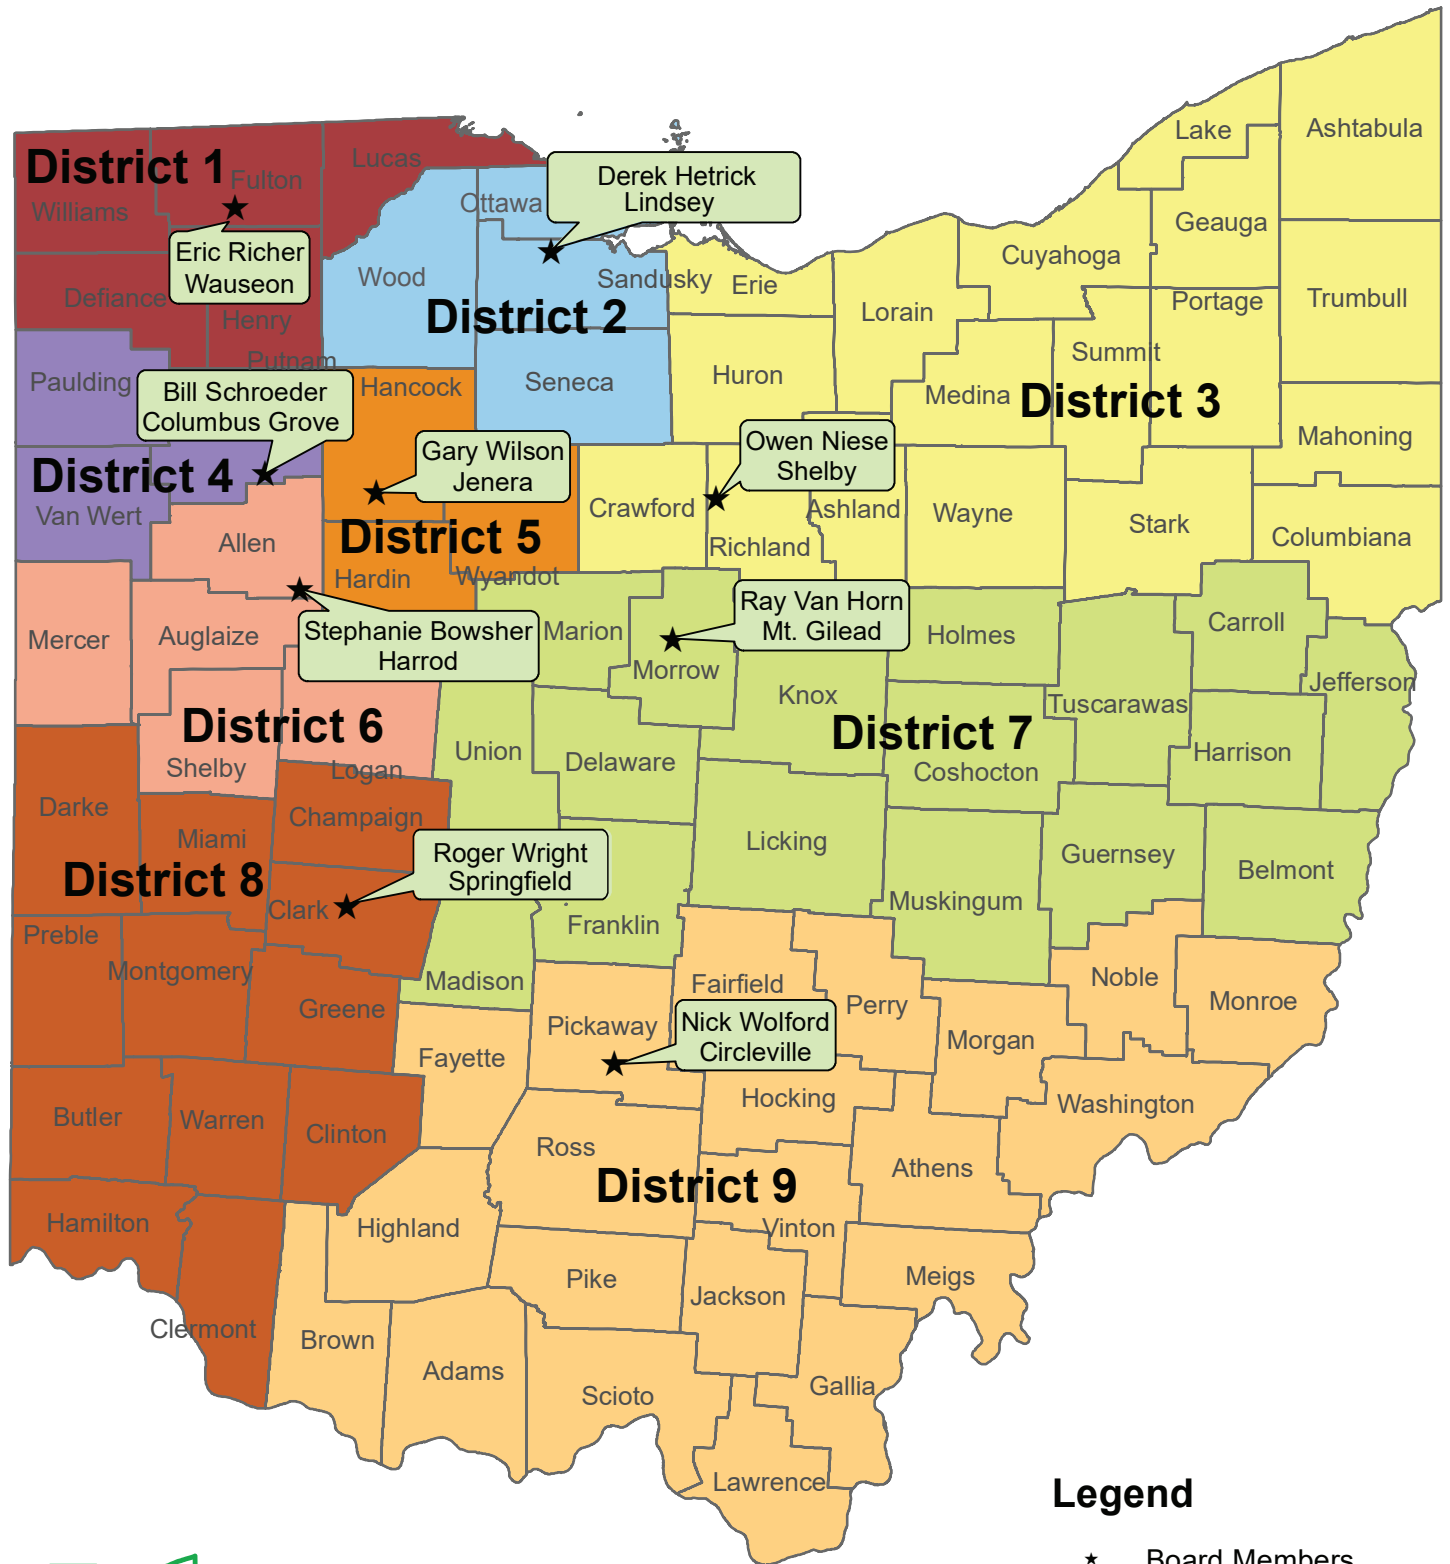 Lake
Ashtabula
Lucas
District 1
Fulton
Williams
Derek Hetrick
Lindsey
Ottawa
Geauga
Eric Richer
Wauseon
Cuyahoga
Wood
Sandusky
Erie
Defiance
Henry
District 2
Lorain
Portage
Trumbull
Putnam
Summit
Paulding
Bill Schroeder
Columbus Grove
Hancock
Seneca
Huron
Medina
District 3
Mahoning
Gary Wilson
Jenera
Owen Niese
Shelby
District 4
Van Wert
Crawford
Ashland
Wayne
Stark
Columbiana
Allen
District 5
Richland
Hardin
Wyandot
Ray Van Horn
Mt. Gilead
Mercer
Auglaize
Stephanie Bowsher
Harrod
Marion
Morrow
Holmes
Carroll
Knox
Tuscarawas
Jefferson
District 6
District 7
Shelby
Logan
Union
Delaware
Coshocton
Harrison
Darke
Champaign
Miami
Licking
Guernsey
Belmont
Roger Wright
Springfield
District 8
Clark
Muskingum
Preble
Franklin
Montgomery
Madison
Fairfield
Noble
Monroe
Greene
Perry
Pickaway
Nick Wolford
Circleville
Morgan
Fayette
Hocking
Washington
Butler
Warren
Clinton
Ross
Athens
District 9
Hamilton
Highland
Vinton
Pike
Jackson
Meigs
Clermont
Brown
Adams
Scioto
Gallia
Lawrence
Legend
Board Members